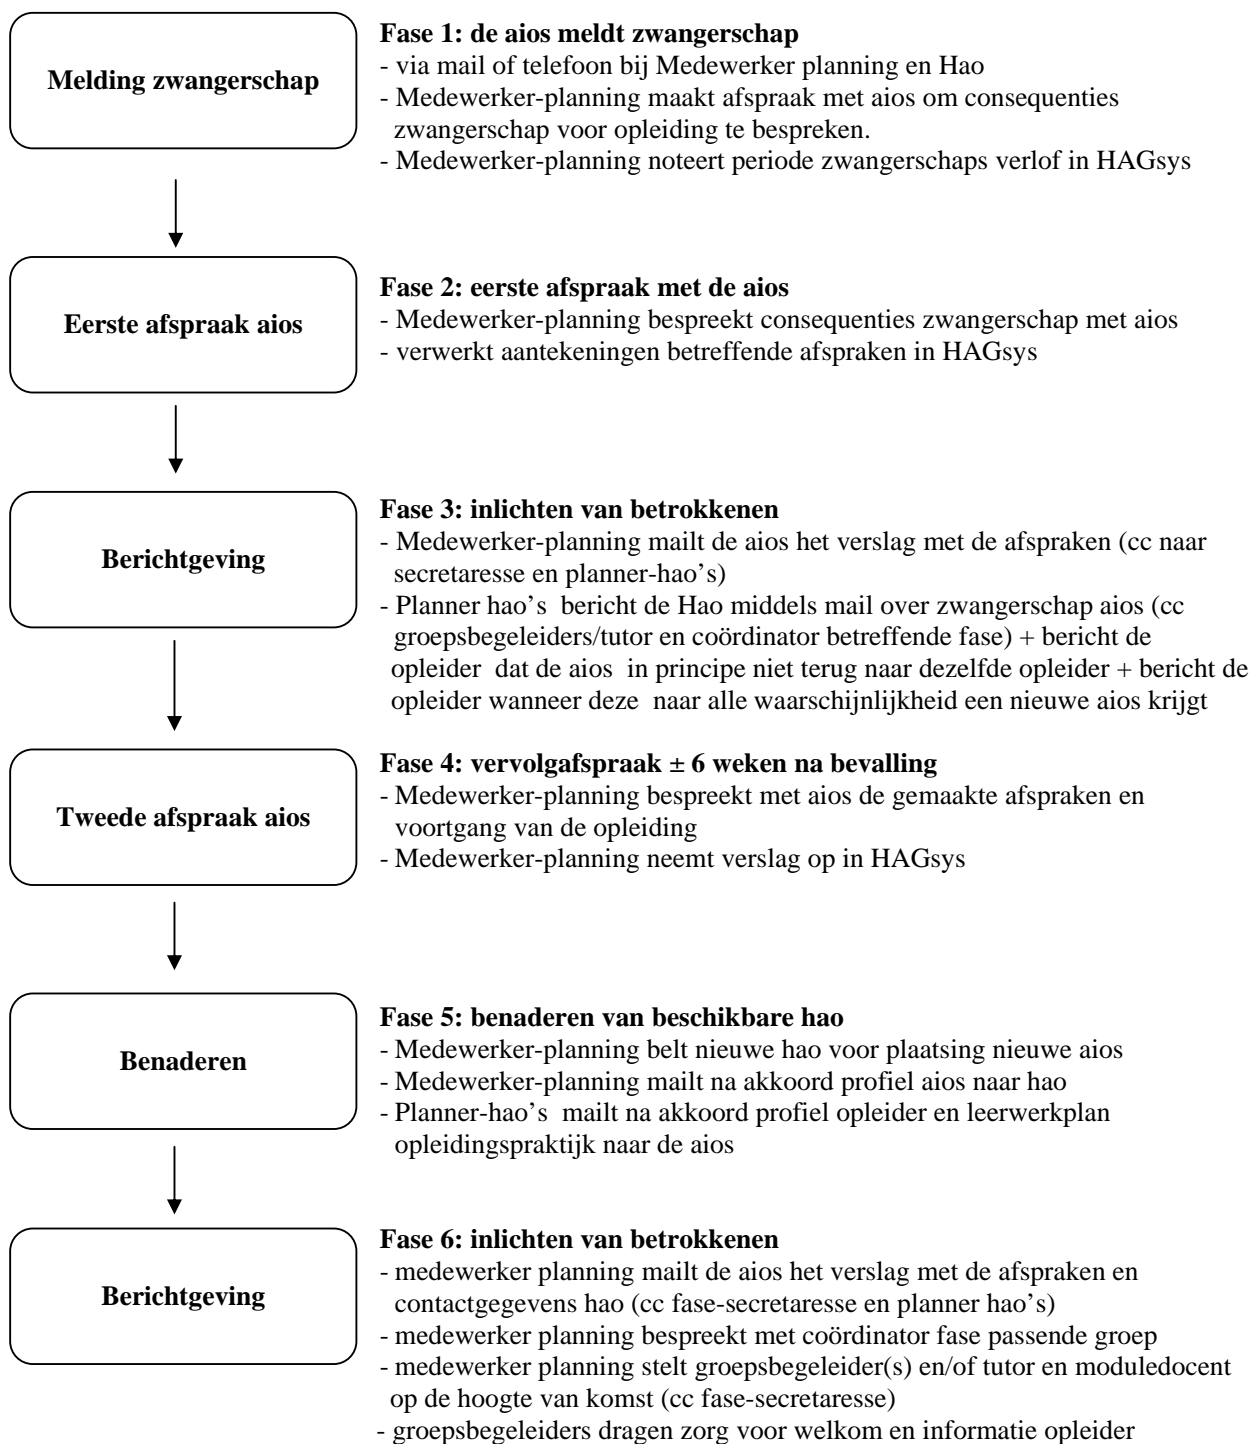 Melding zwangerschap
Fase 1: de aios meldt zwangerschap
- via mail of telefoon bij Medewerker planning en Hao
- Medewerker-planning maakt afspraak met aios om consequenties
zwangerschap voor opleiding te bespreken.
- Medewerker-planning noteert periode zwangerschaps verlof in HAGsys
Eerste afspraak aios
Fase 2: eerste afspraak met de aios
- Medewerker-planning bespreekt consequenties zwangerschap met aios
- verwerkt aantekeningen betreffende afspraken in HAGsys
Berichtgeving
Fase 3: inlichten van betrokkenen
- Medewerker-planning mailt de aios het verslag met de afspraken (cc naar
secretaresse en planner-hao’s)
- Planner hao’s bericht de Hao middels mail over zwangerschap aios (cc
groepsbegeleiders/tutor en coördinator betreffende fase) + bericht de
opleider dat de aios in principe niet terug naar dezelfde opleider + bericht de
opleider wanneer deze naar alle waarschijnlijkheid een nieuwe aios krijgt
Tweede afspraak aios
Fase 4: vervolgafspraak ± 6 weken na bevalling
- Medewerker-planning bespreekt met aios de gemaakte afspraken en
voortgang van de opleiding
- Medewerker-planning neemt verslag op in HAGsys
Benaderen
Fase 5: benaderen van beschikbare hao
- Medewerker-planning belt nieuwe hao voor plaatsing nieuwe aios
- Medewerker-planning mailt na akkoord profiel aios naar hao
- Planner-hao’s mailt na akkoord profiel opleider en leerwerkplan
opleidingspraktijk naar de aios
Berichtgeving
Fase 6: inlichten van betrokkenen
- medewerker planning mailt de aios het verslag met de afspraken en
contactgegevens hao (cc fase-secretaresse en planner hao’s)
- medewerker planning bespreekt met coördinator fase passende groep
- medewerker planning stelt groepsbegeleider(s) en/of tutor en moduledocent
op de hoogte van komst (cc fase-secretaresse)
- groepsbegeleiders dragen zorg voor welkom en informatie opleider